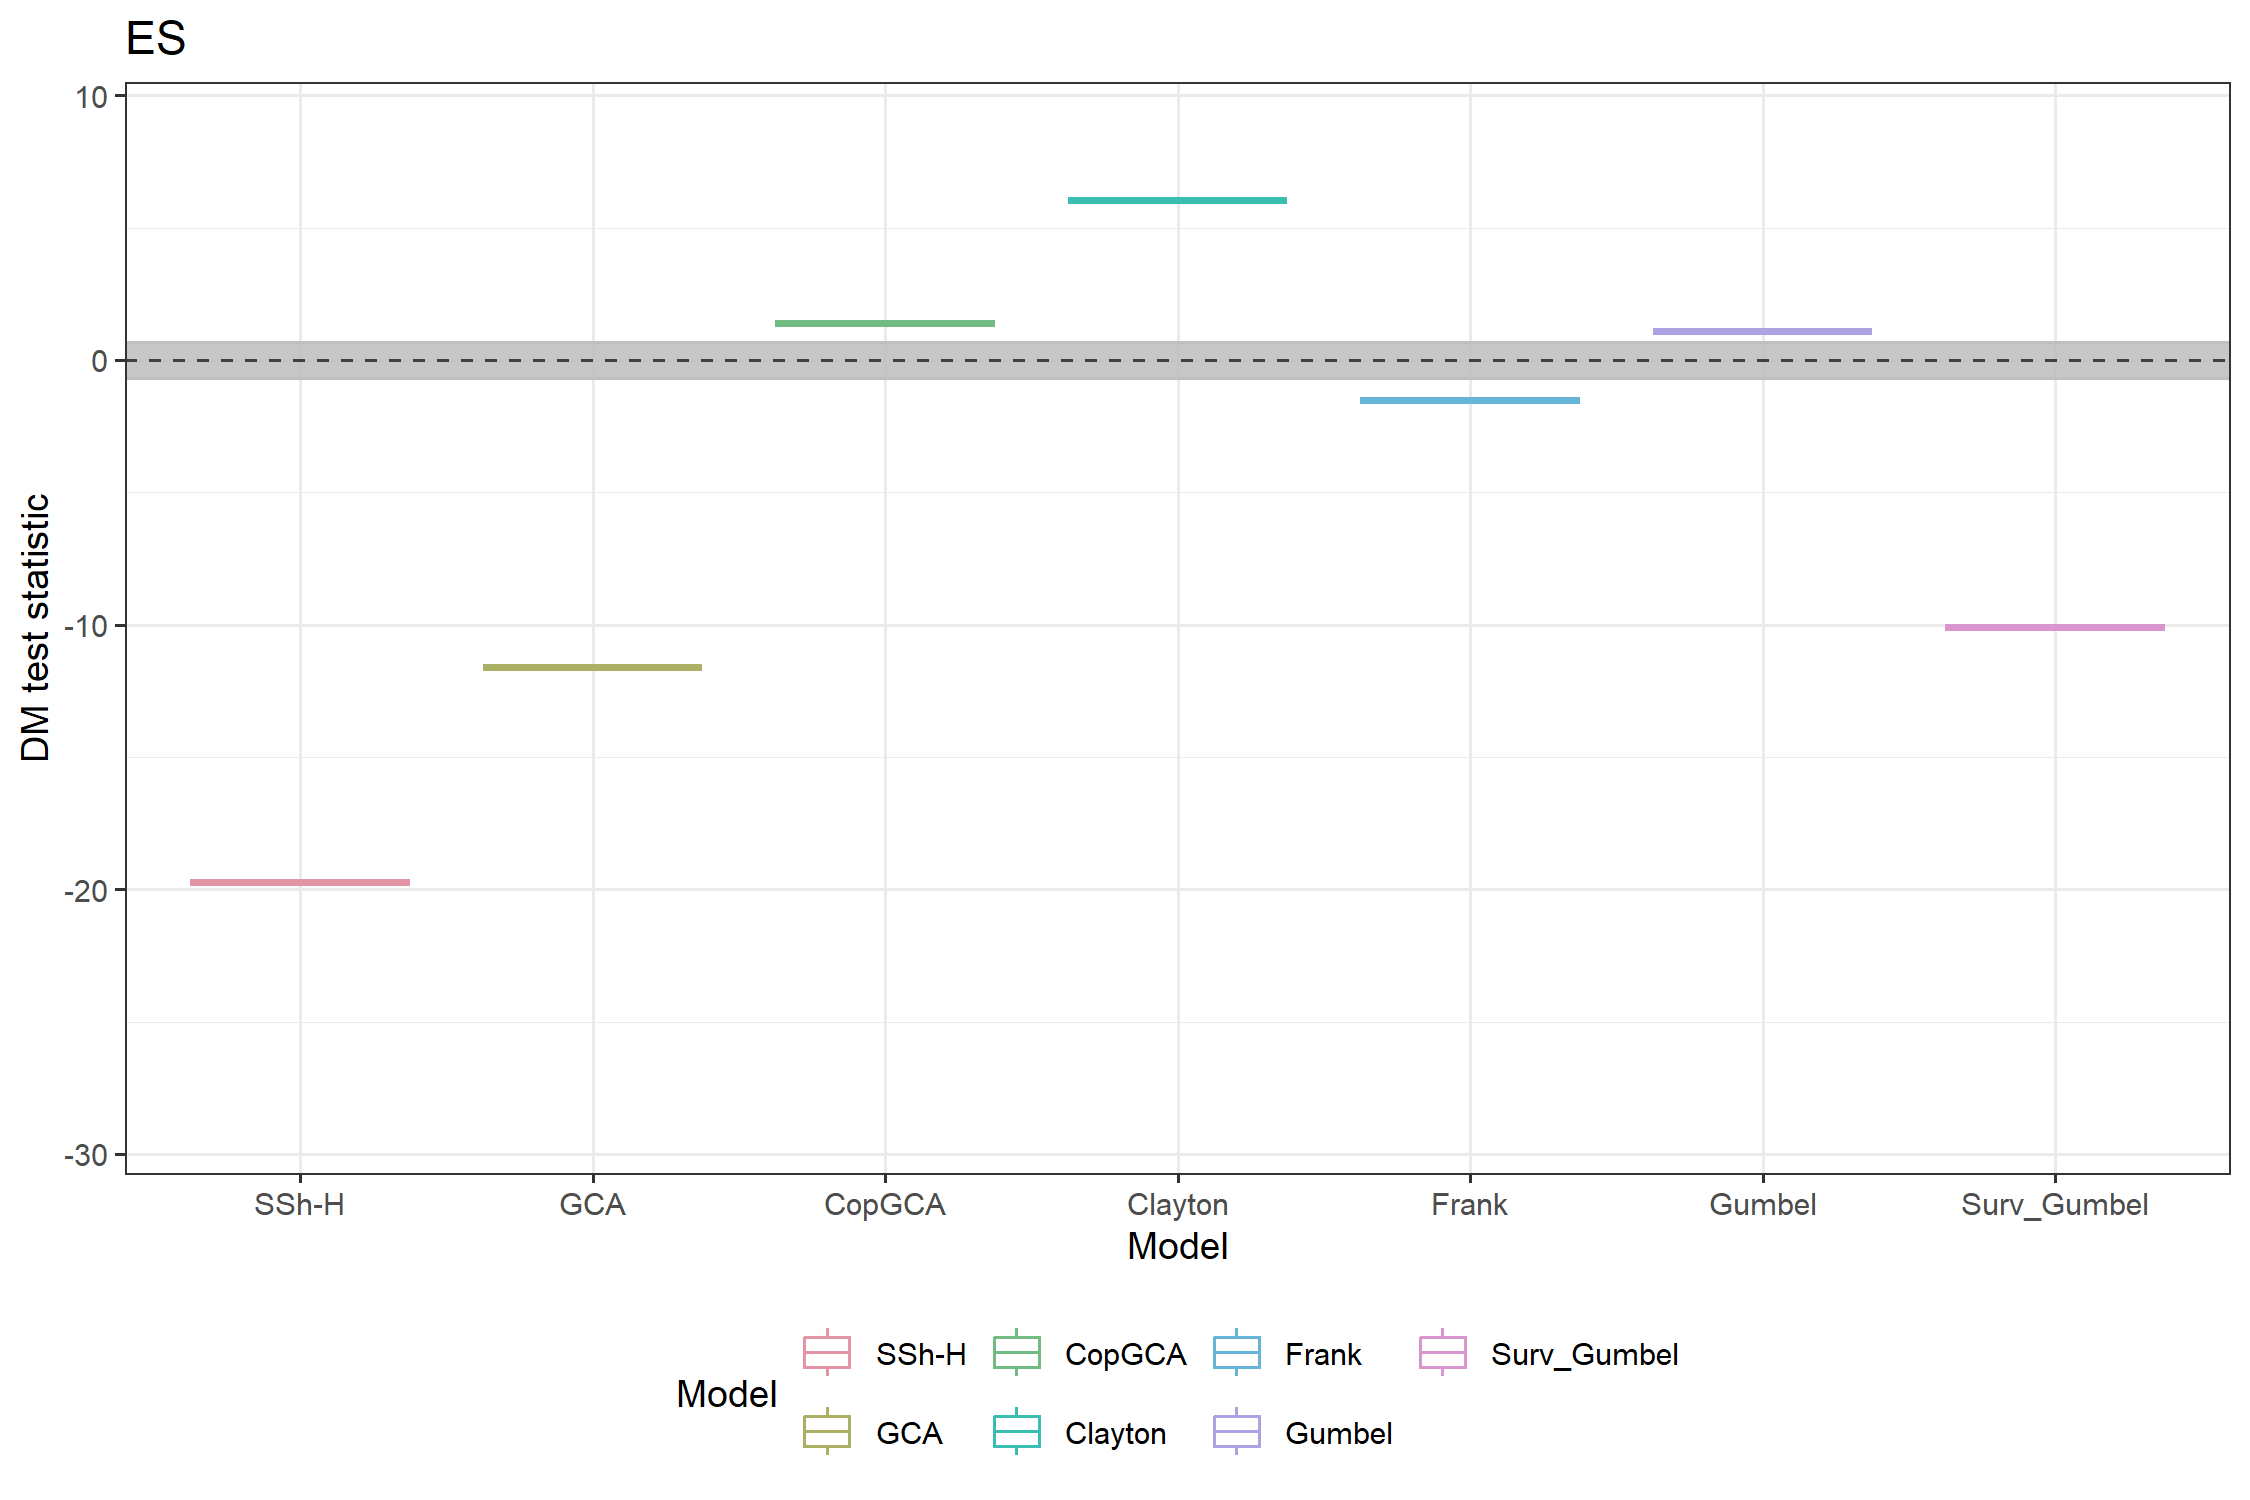 ES
10
0
-10
-20
-30
DM test statistic
SSh-H GCA CopGCA Clayton Frank Gumbel Surv_Gumbel
Model
Model
SSh-H CopGCA Frank Surv_Gumbel
GCA Clayton Gumbel